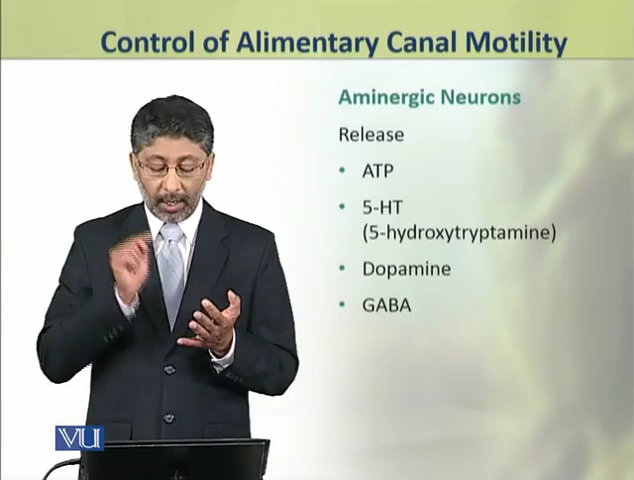 Control of Alimentary Canal Motility
Aminergic Neurons
Release
• ATP
• 5-HT
(5-hydroxytryptamine)
• Dopamine
• GABA
VU